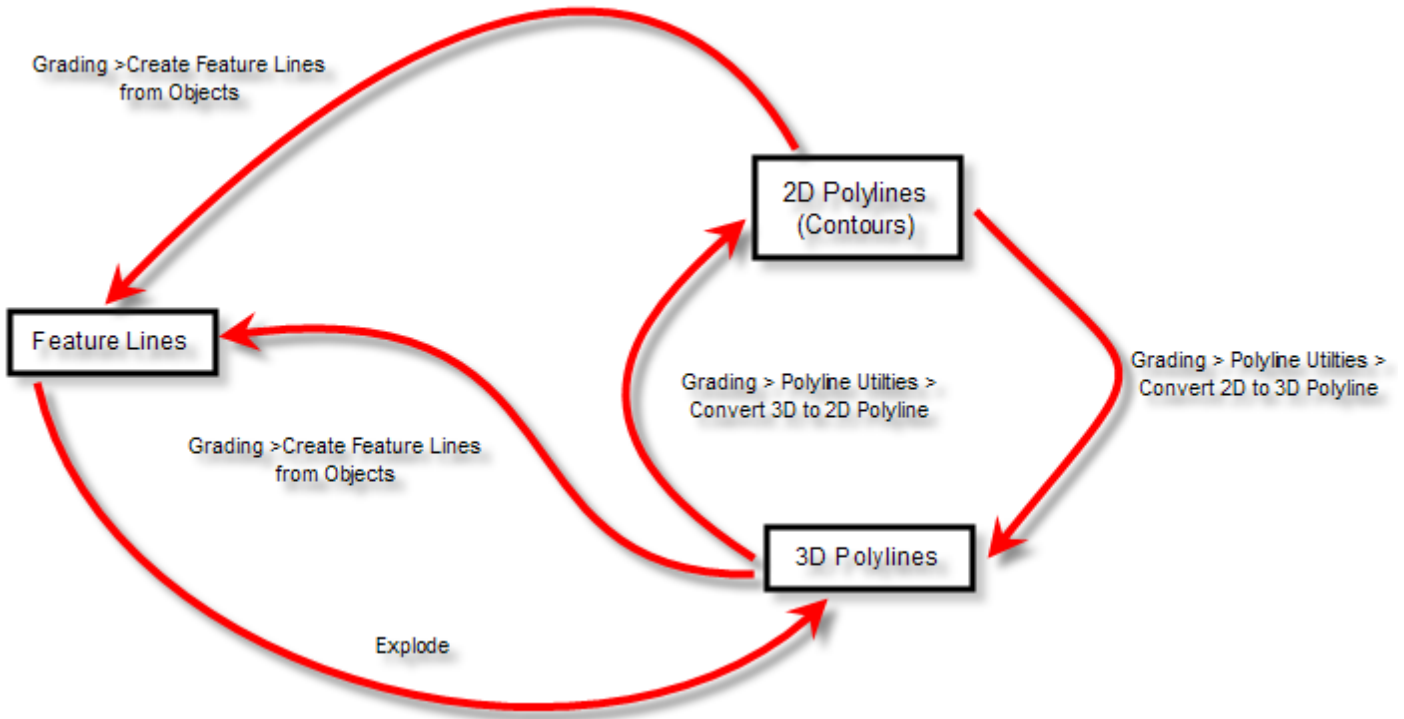 Grading >Create Feature Lines
from Objects
2D Polylines
(Contours)
Feature Lines
Grading > Polyline Utilties >
Convert 3D to 2D Polyline
Grading > Polyline Utilties >
Convert 2D to 3D Polyline
Grading >Create Feature Lines
from Objects
3D Polylines
Explode